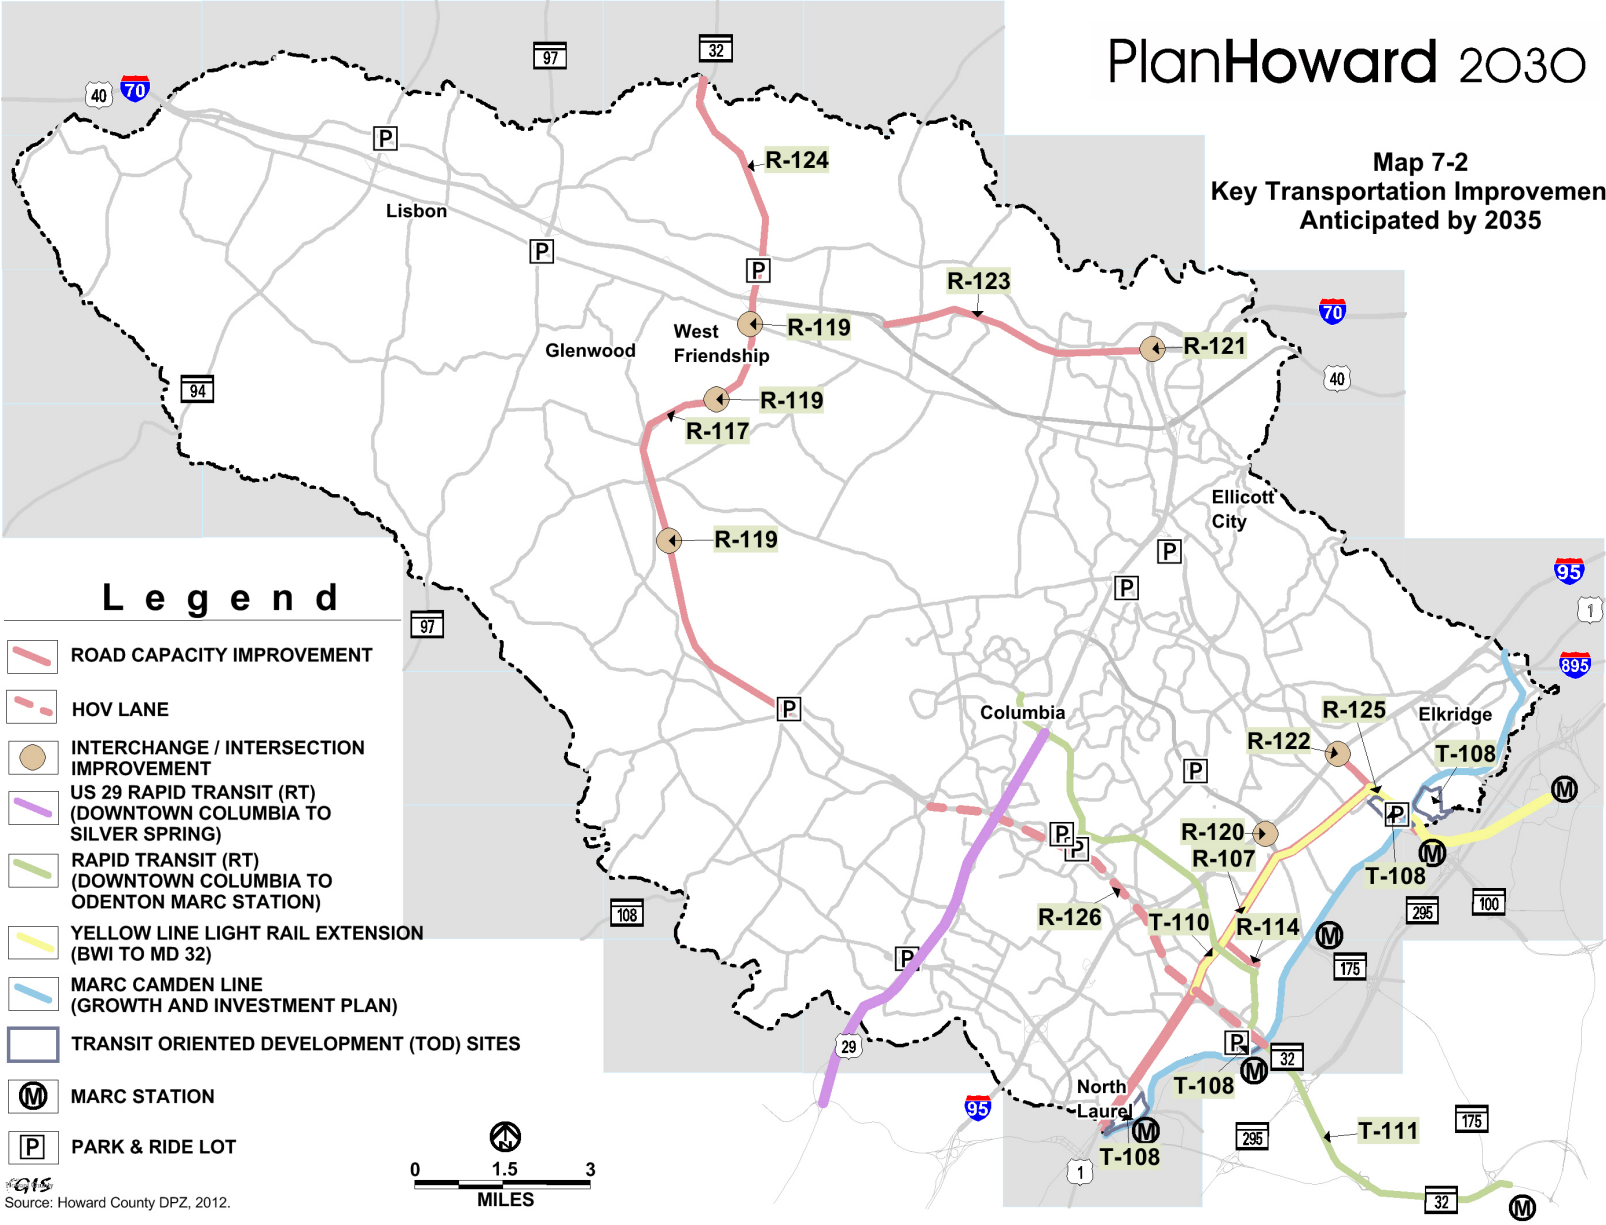 PlanHoward 2030
Map 7-2
Key Transportation Improvemen
Anticipated by 2035
97
32
40
70
R-124
P
Lisbon
P
P
R-123
70
R-119
West
Friendship
Glenwood
R-121
40
94
R-119
R-117
Ellicott
City
R-119
P
P
95
1
97
895
Legend
ROAD CAPACITY IMPROVEMENT
HOV LANE
INTERCHANGE / INTERSECTION
IMPROVEMENT
US 29 RAPID TRANSIT (RT)
(DOWNTOWN COLUMBIA TO
SILVER SPRING)
RAPID TRANSIT (RT)
(DOWNTOWN COLUMBIA TO
ODENTON MARC STATION)
YELLOW LINE LIGHT RAIL EXTENSION
(BWI TO MD 32)
MARC CAMDEN LINE
(GROWTH AND INVESTMENT PLAN)
TRANSIT ORIENTED DEVELOPMENT (TOD) SITES
M MARC STATION
P PARK & RIDE LOT
GIS
Source: Howard County DPZ, 2012.
N
0 1.5 3
MILES
P
Columbia
R-125
Elkridge
R-122
T-108
P
M
P
P
P
R-120
R-107
M
T-108
R-126
T-110
R-114
295
100
108
P
M
175
29
P
32
M
T-108
North
Laurel
95
M
T-108
1
295
T-111
175
32
M